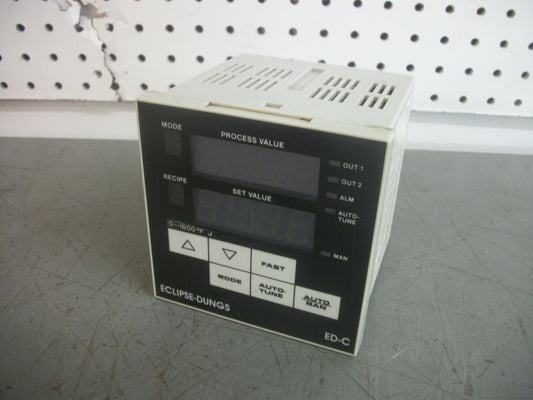 MODE
PROCESS VALUE
OUT 1
OUT 2
ALM
AUTO-
TUNE
RECIPE
SET VALUE
MAN
0~1600°F J
FAST
MODE
AUTO-
TUNE
AUTO
MAN
ECLIPSE-DUNGS
ED-C